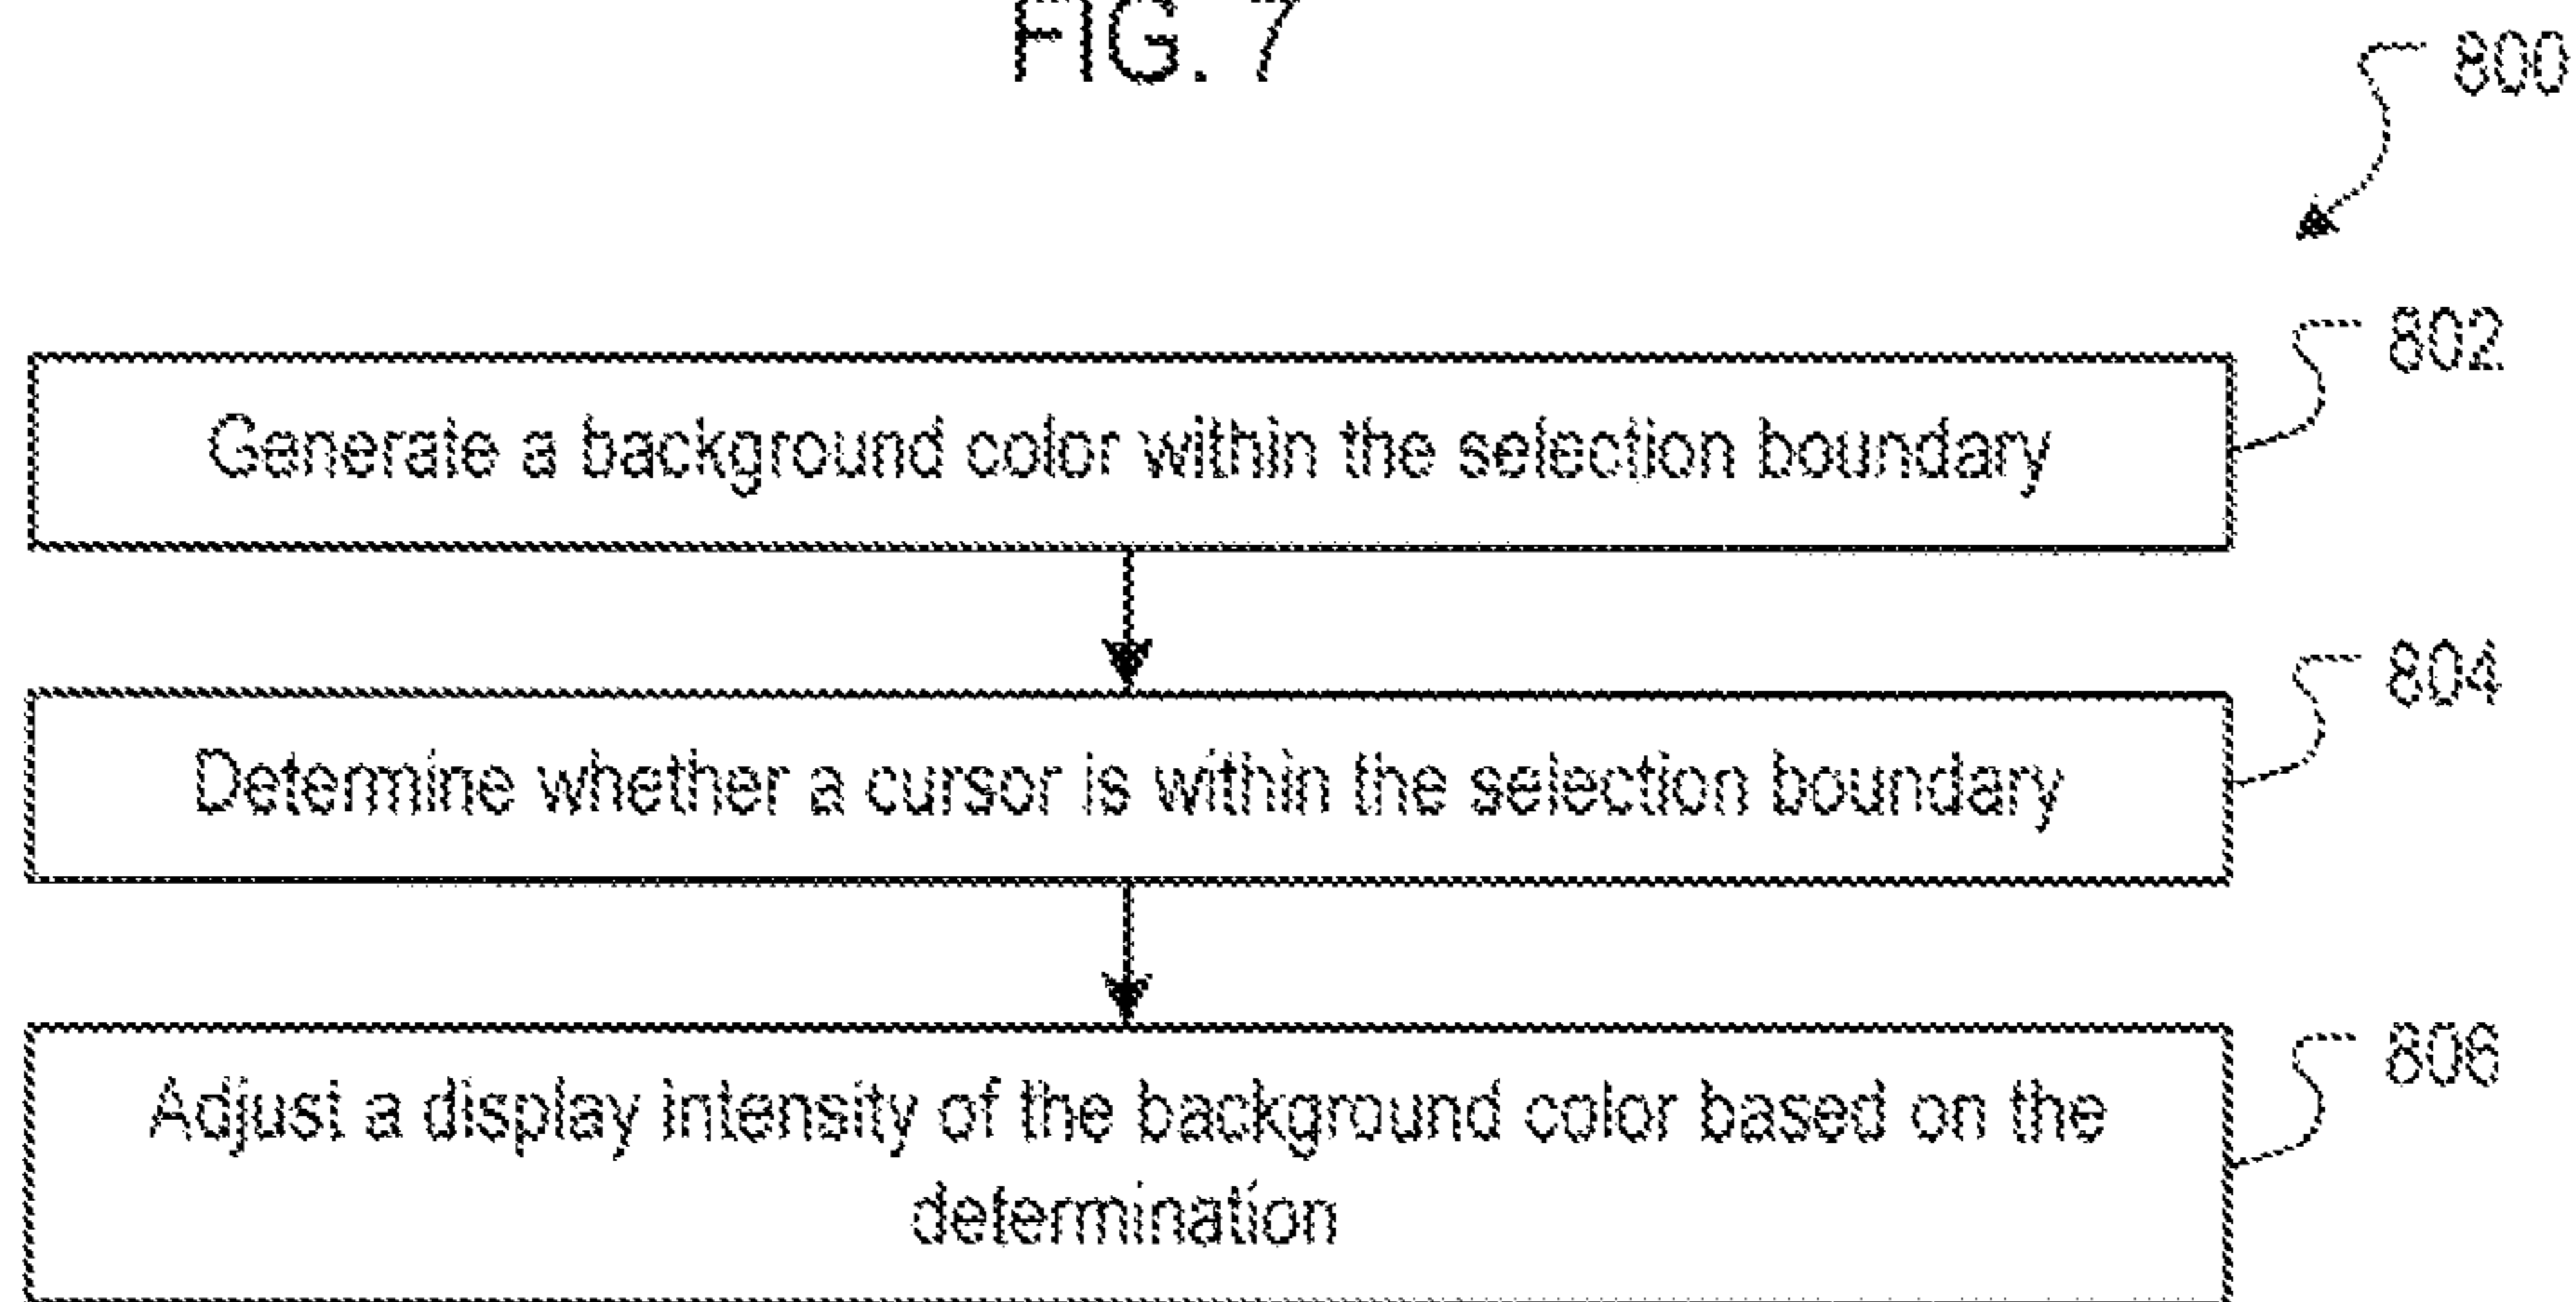 FIG. 7
800
802
Generate a background color within the selection boundary
804
Determine whether a cursor is within the selection boundary
806
Adjust a display intensity of the background color based on the
determination